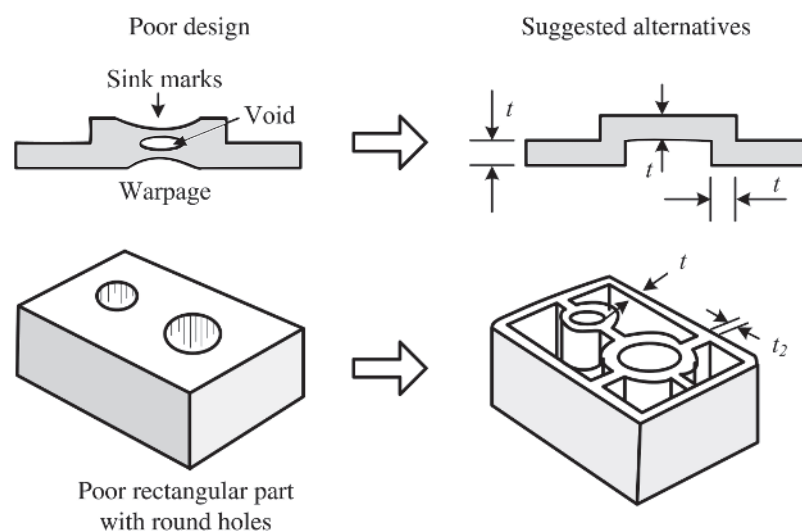 Poor design
Suggested alternatives
Sink marks
Void
Warpage
t
t
t
t
t2
Poor rectangular part
with round holes